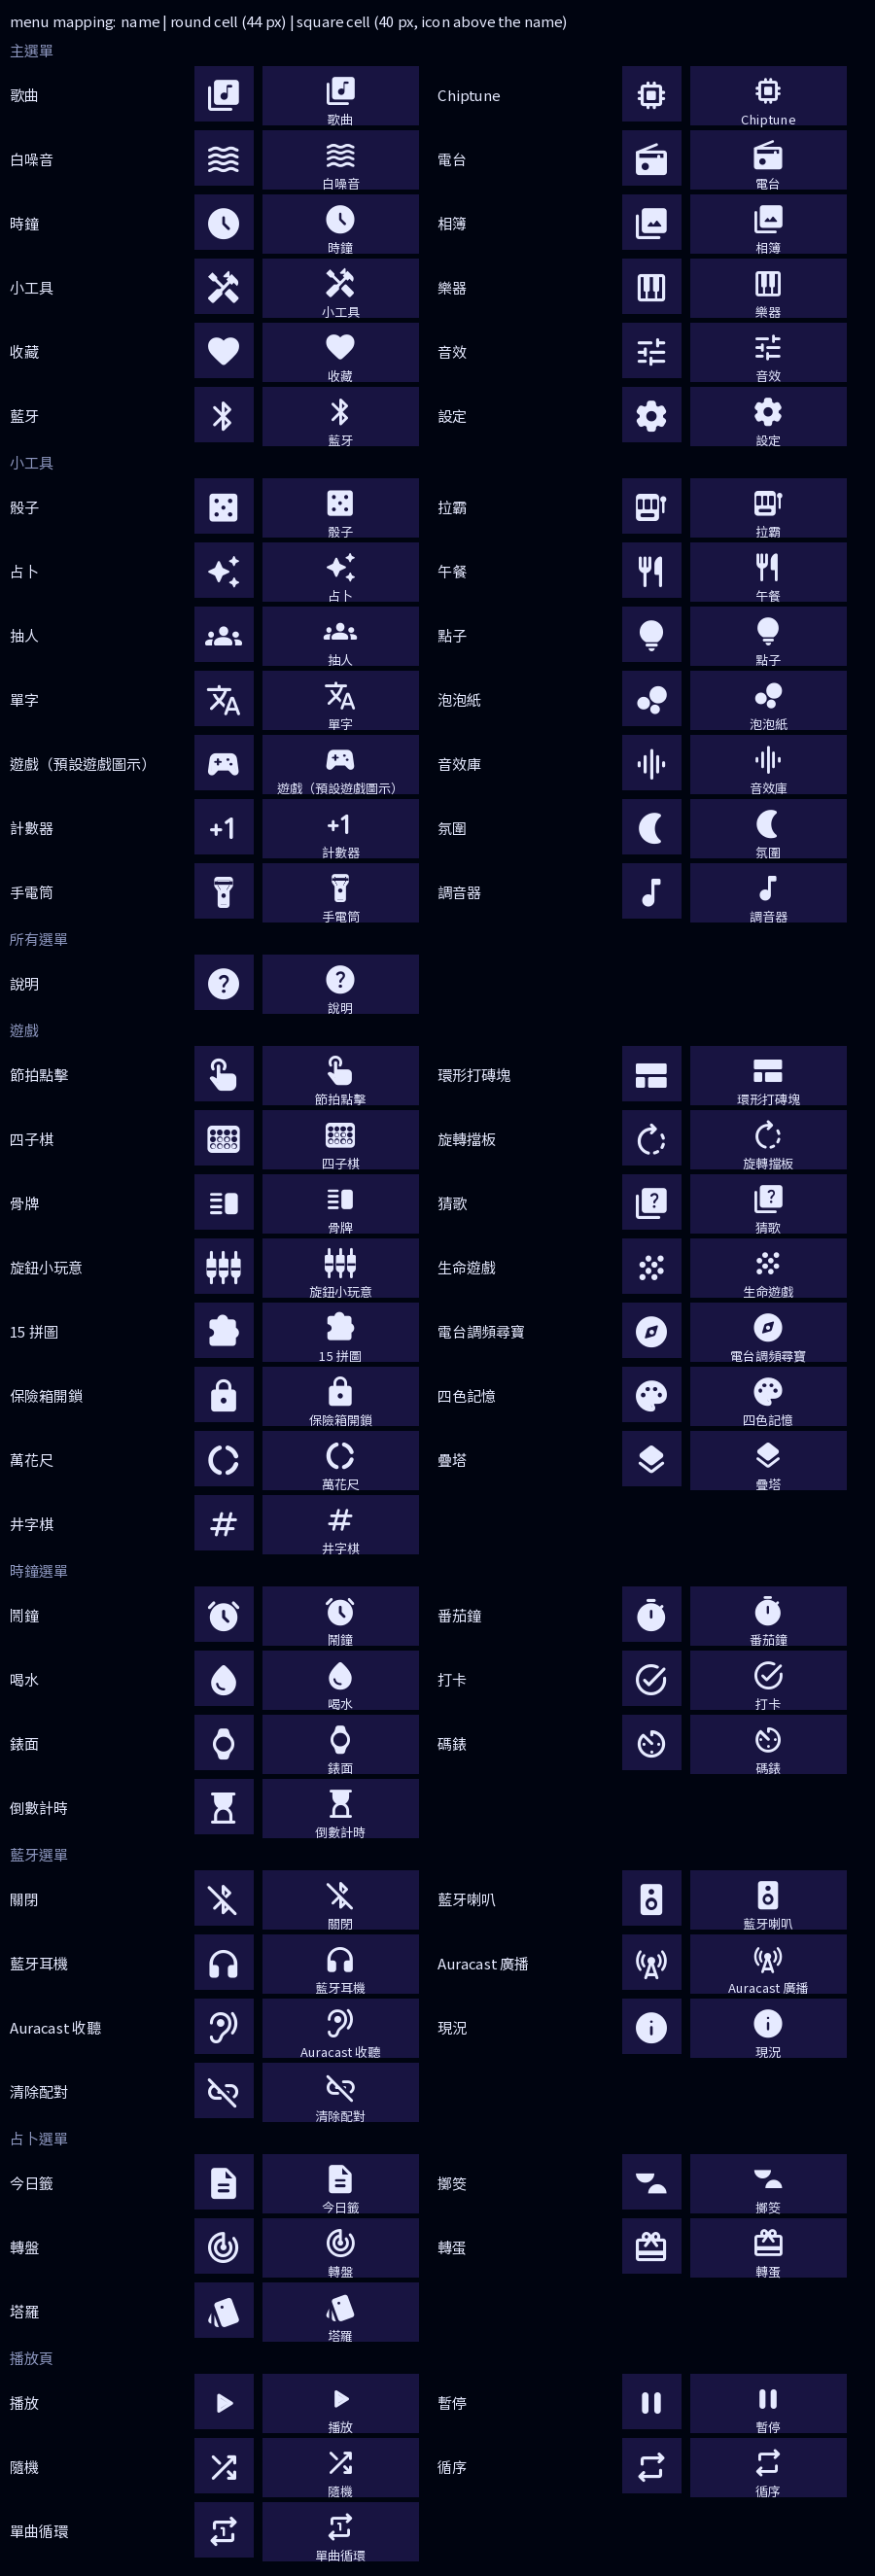 menu mapping: name | round cell (44 px) | square cell (40 px, icon above the name)
主選單
歌曲 歌曲 Chiptune Chiptune
白噪音 白噪音 電台 電台
時鐘 時鐘 相簿 相簿
小工具 小工具 樂器 樂器
收藏 收藏 音效 音效
藍牙 藍牙 設定 設定
小工具
骰子 骰子 拉霸 拉霸
占卜 占卜 午餐 午餐
抽人 抽人 點子 點子
單字 單字 泡泡紙 泡泡紙
遊戲（預設遊戲圖示） 遊戲（預設遊戲圖示） 音效庫 音效庫
計數器 +1 計數器 +1 氛圍 氛圍
手電筒 手電筒 調音器 調音器
所有選單
說明 ? 說明 ?
遊戲
節拍點擊 節拍點擊 環形打磚塊 環形打磚塊
四子棋 四子棋 旋轉擋板 旋轉擋板
骨牌 骨牌 猜歌 ? 猜歌 ?
旋鈕小玩意 旋鈕小玩意 生命遊戲 生命遊戲
15 拼圖 15 拼圖 電台調頻尋寶 電台調頻尋寶
保險箱開鎖 保險箱開鎖 四色記憶 四色記憶
萬花尺 萬花尺 疊塔 疊塔
井字棋 # 井字棋 #
時鐘選單
鬧鐘 鬧鐘 番茄鐘 番茄鐘
喝水 喝水 打卡 打卡
錶面 錶面 碼錶 碼錶
倒數計時 倒數計時
藍牙選單
關閉 關閉 藍牙喇叭 藍牙喇叭
藍牙耳機 藍牙耳機 Auracast 廣播 Auracast 廣播
Auracast 收聽 Auracast 收聽 現況 現況
清除配對 清除配對
占卜選單
今日籤 今日籤 擲筊 擲筊
轉盤 轉盤 轉蛋 轉蛋
塔羅 塔羅
播放頁
播放 播放 暫停 暫停
隨機 隨機 循序 循序
單曲循環 1 單曲循環 1